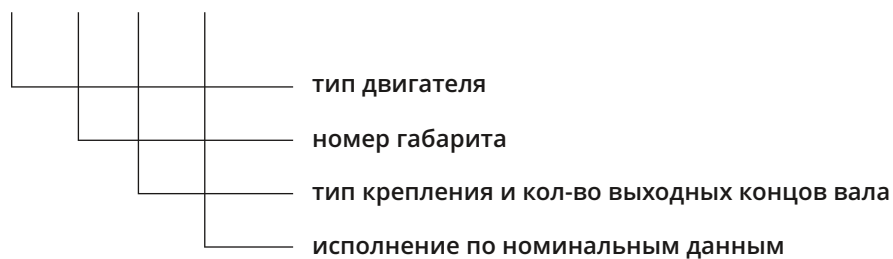 тип двигателя
номер габарита
тип крепления и кол-во выходных концов вала
исполнение по номинальным данным